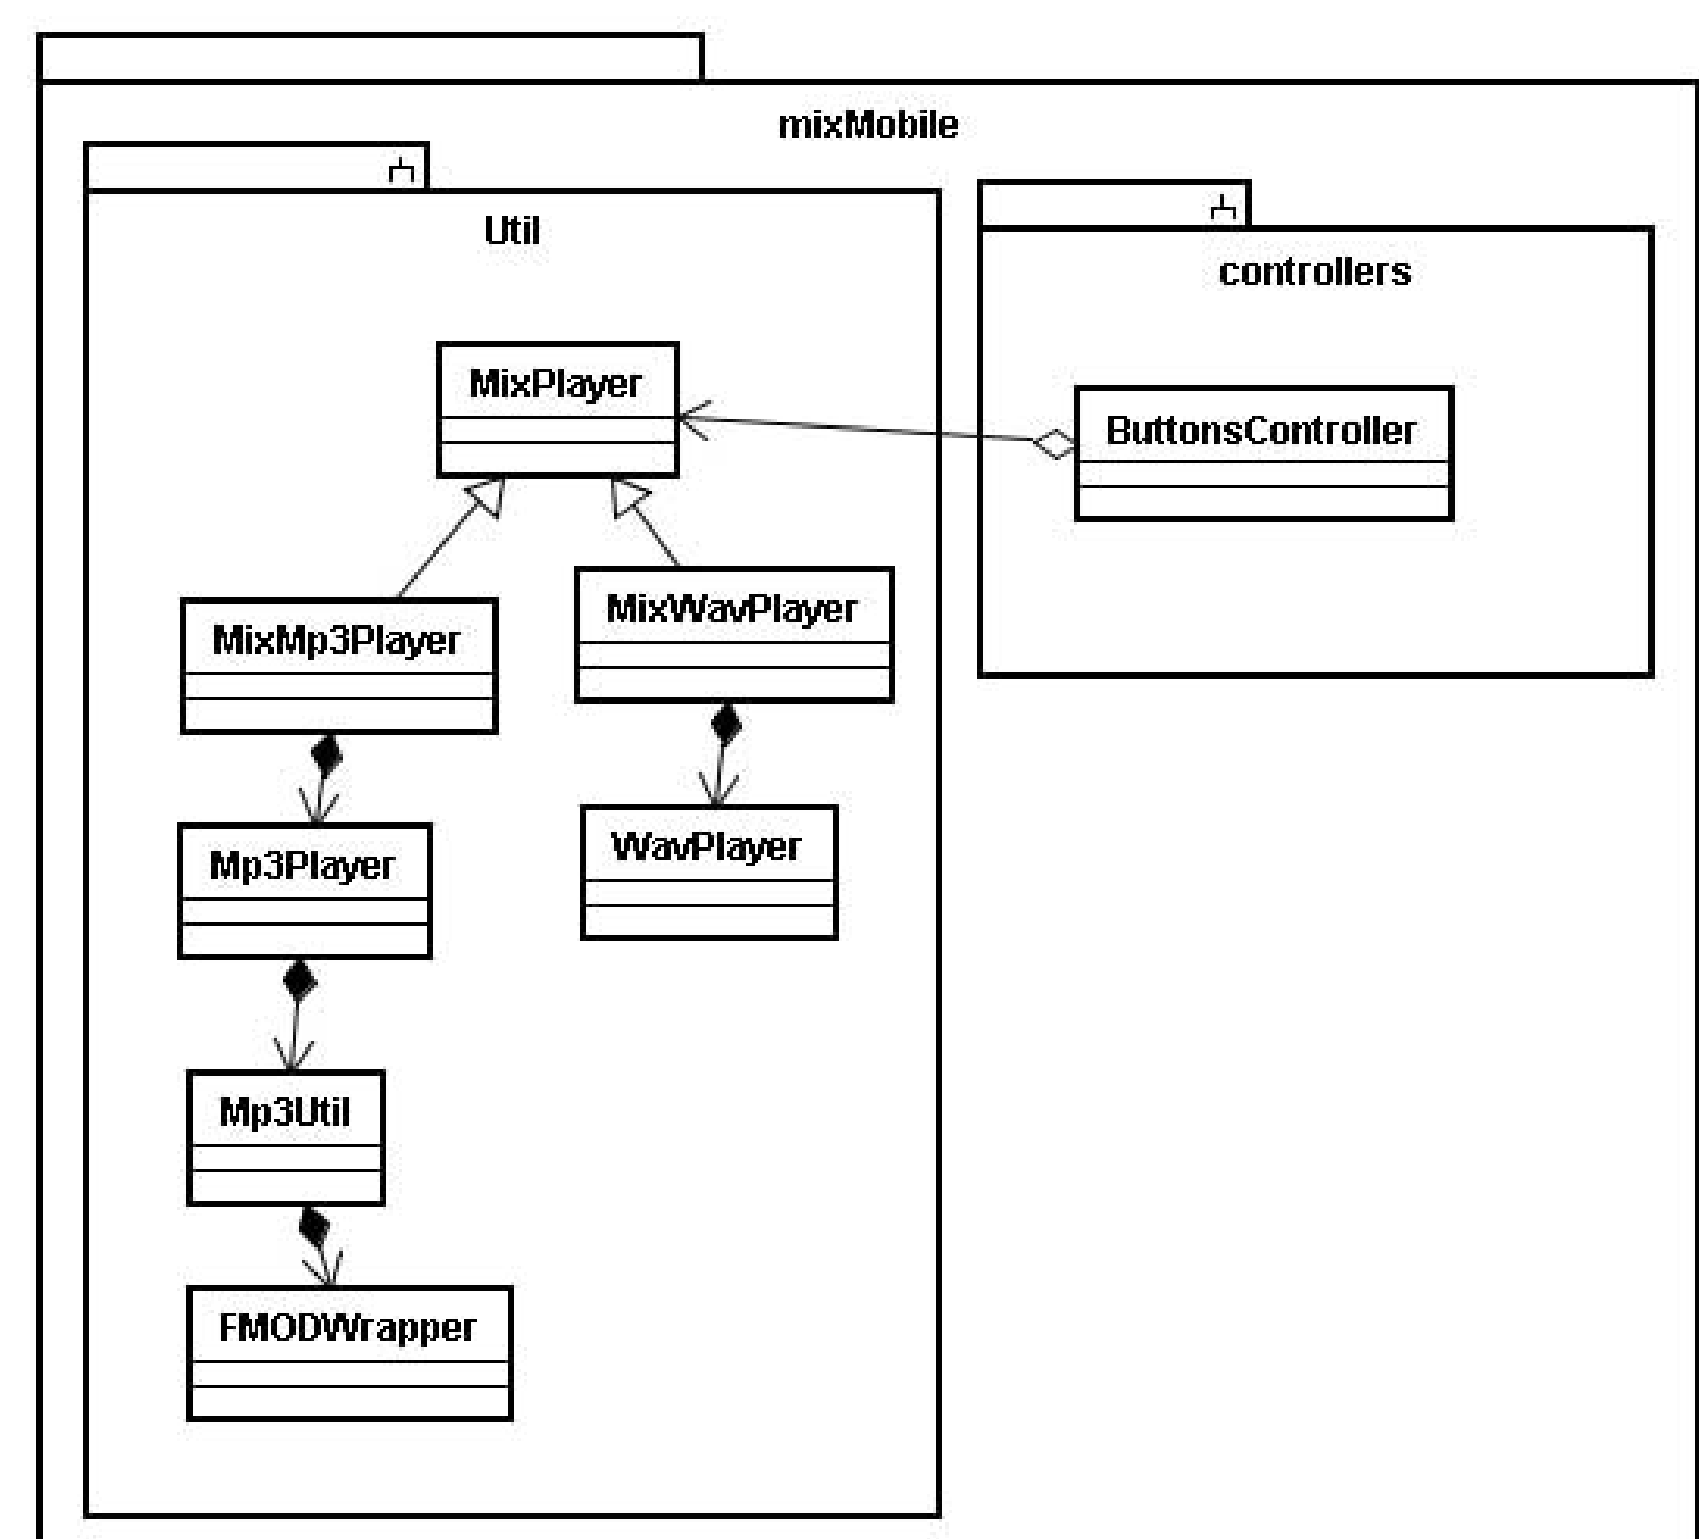 mixMobile
Util
controllers
MixPlayer
ButtonsController
MixMp3Player
MixWavPlayer
Mp3Player
WavPlayer
Mp3Util
FMODWrapper